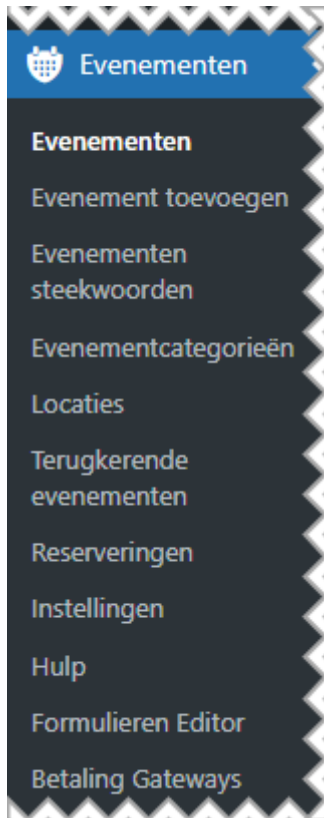 Evenementen
Evenementen
Evenement toevoegen
Evenementen
steekwoorden
Evenementcategorieën
Locaties
Terugkerende
evenementen
Reserveringen
Instellingen
Hulp
Formulieren Editor
Betaling Gateways